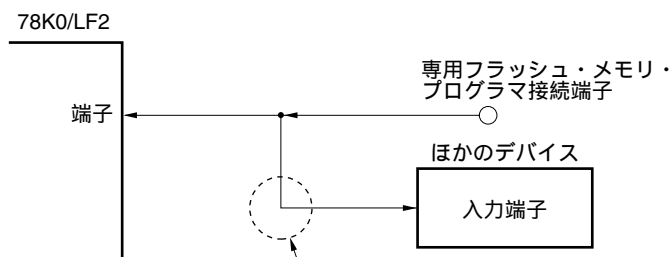 78K0/LF2
専用フラッシュ・メモリ・
プログラマ接続端子
端子
ほかのデバイス
入力端子